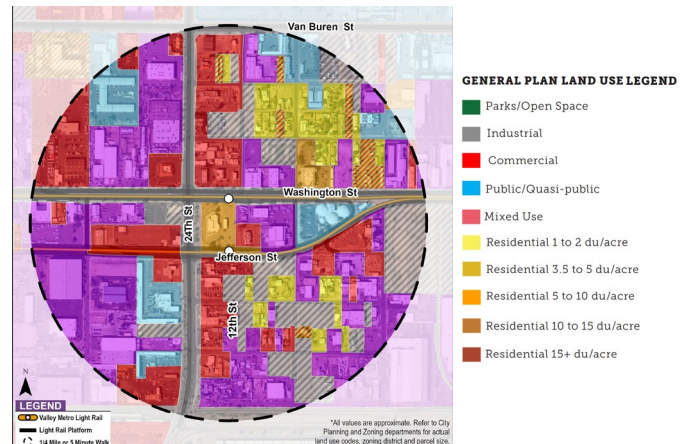 Van Buren St
GENERAL PLAN LAND USE LEGEND
Parks/Open Space
Industrial
Commercial
Public/Quasi-public
Mixed Use
Residential 1 to 2 du/acre
Residential 3.5 to 5 du/acre
Residential 5 to 10 du/acre
Residential 10 to 15 du/acre
Residential 15+ du/acre
Washington St
24Th St
Jefferson St
12th St
N
LEGEND
Valley Metro Light Rail
Light Rail Platform
1/4 Mile or 5 Minute Walk
*All values are approximate. Refer to City
Planning and Zoning departments for actual
land use codes, zoning district and parcel size.